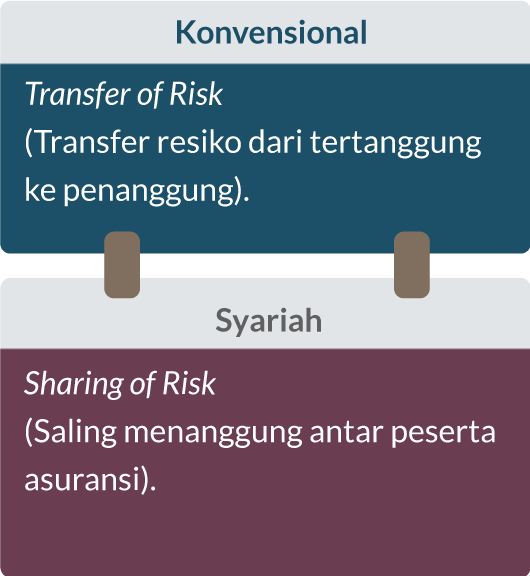 Konvensional
Transfer of Risk
(Transfer resiko dari tertanggung
ke penanggung).
Syariah
Sharing of Risk
(Saling menanggung antar peserta
asuransi).